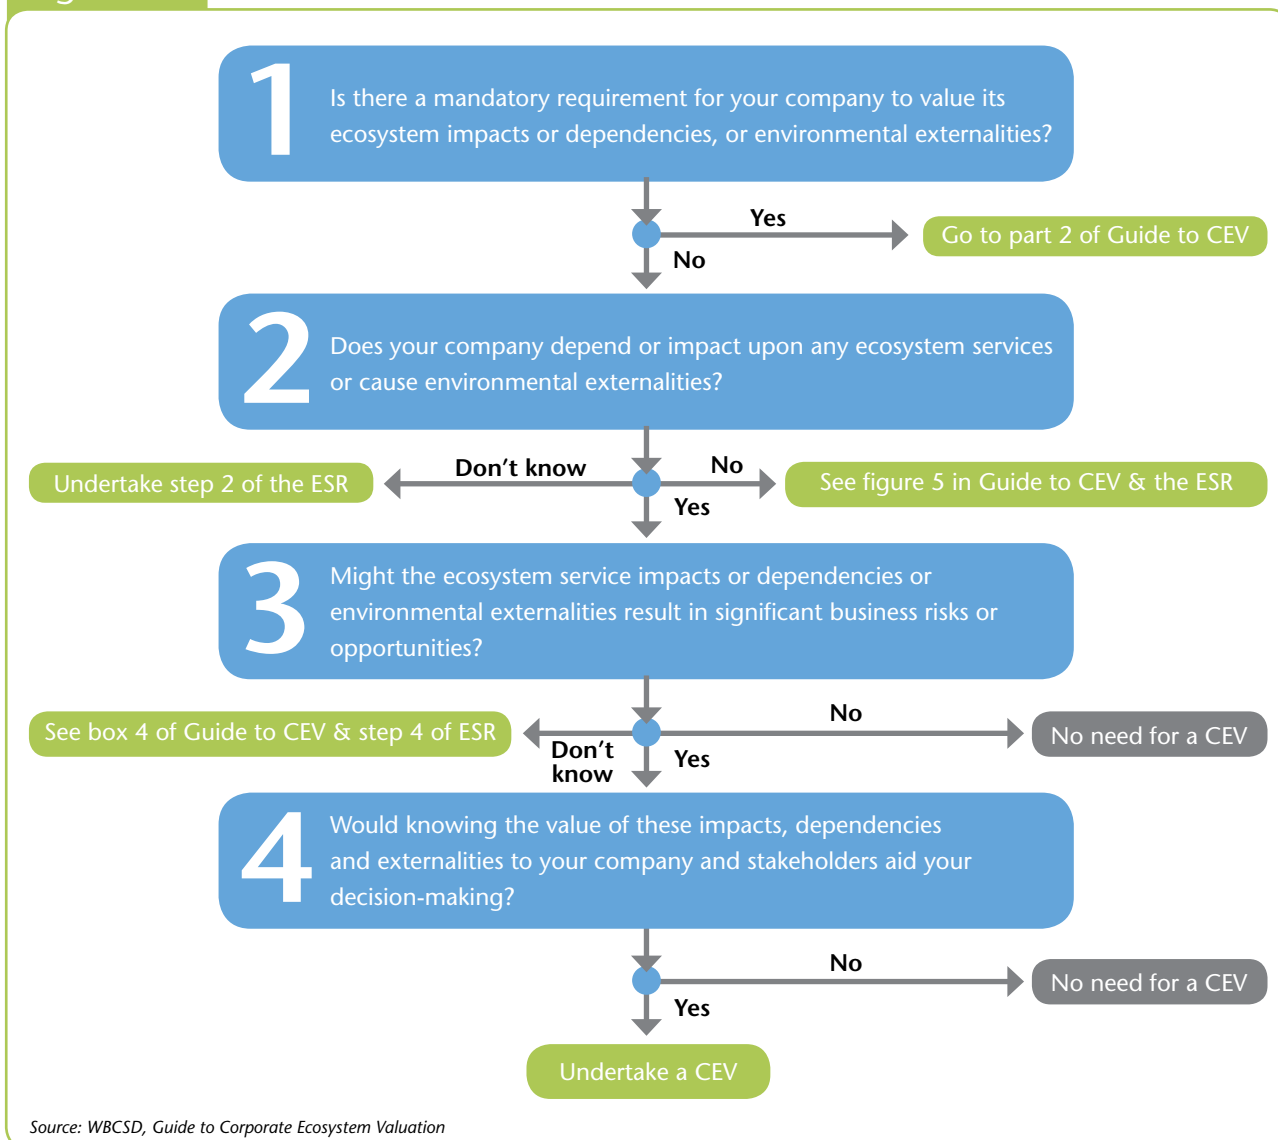 1
Is there a mandatory requirement for your company to value its
ecosystem impacts or dependencies, or environmental externalities?
Yes
Go to part 2 of Guide to CEV
No
2
Does your company depend or impact upon any ecosystem services
or cause environmental externalities?
Undertake step 2 of the ESR
Don't know
No
See figure 5 in Guide to CEV & the ESR
Yes
3
Might the ecosystem service impacts or dependencies or
environmental externalities result in significant business risks or
opportunities?
See box 4 of Guide to CEV & step 4 of ESR
Don't
know
No
No need for a CEV
Yes
4
Would knowing the value of these impacts, dependencies
and externalities to your company and stakeholders aid your
decision-making?
No
No need for a CEV
Yes
Undertake a CEV
Source: WBCSD, Guide to Corporate Ecosystem Valuation